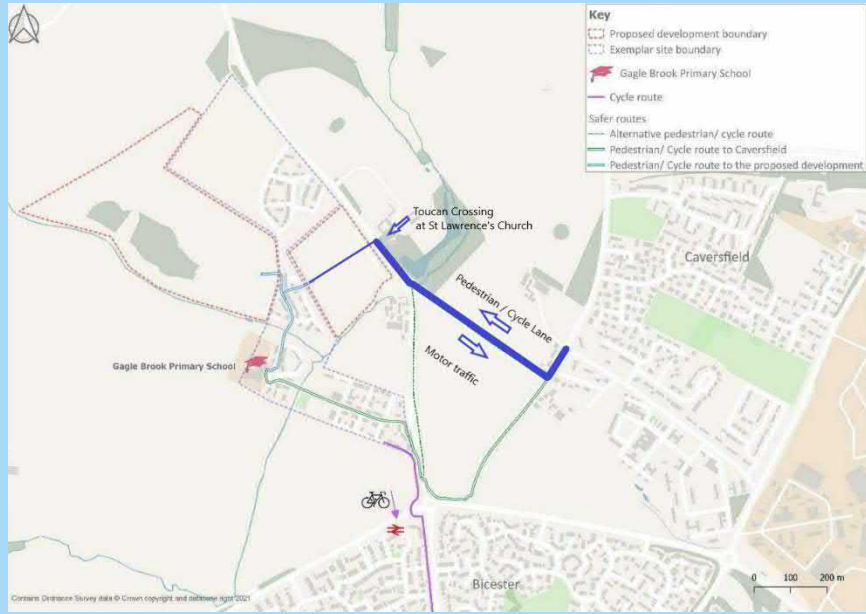 Key
Proposed development boundary
Exemplar site boundary
Gagle Brook Primary School
Cycle route
Safer routes
Alternative pedestrian/ cycle route
Pedestrian/ Cycle route to Caversfield
Pedestrian/ Cycle route to the proposed development
Toucan Crossing
at St Lawrence's Church
Caversfield
Pedestrian / Cycle Lane
Motor traffic
Gagle Brook Primary School
Bicester
0 100 200 m
Contains Ordnance Survey data © Crown copyright and database right 2021